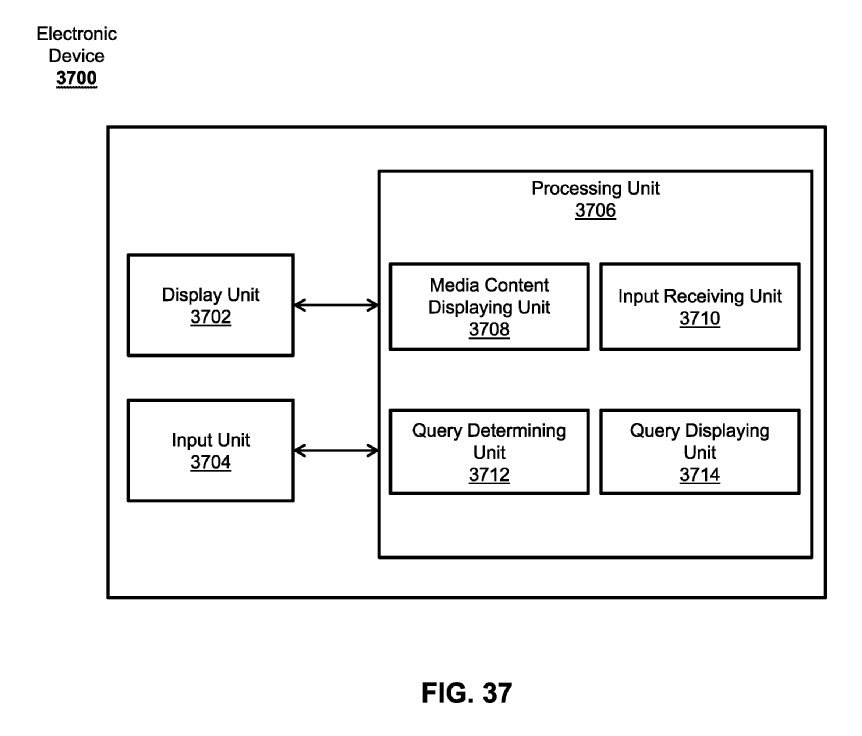 Electronic
Device
3700
Processing Unit
3706
Display Unit
3702
Media Content
Displaying Unit
3708
Input Receiving Unit
3710
Input Unit
3704
Query Determining
Unit
3712
Query Displaying
Unit
3714
FIG. 37